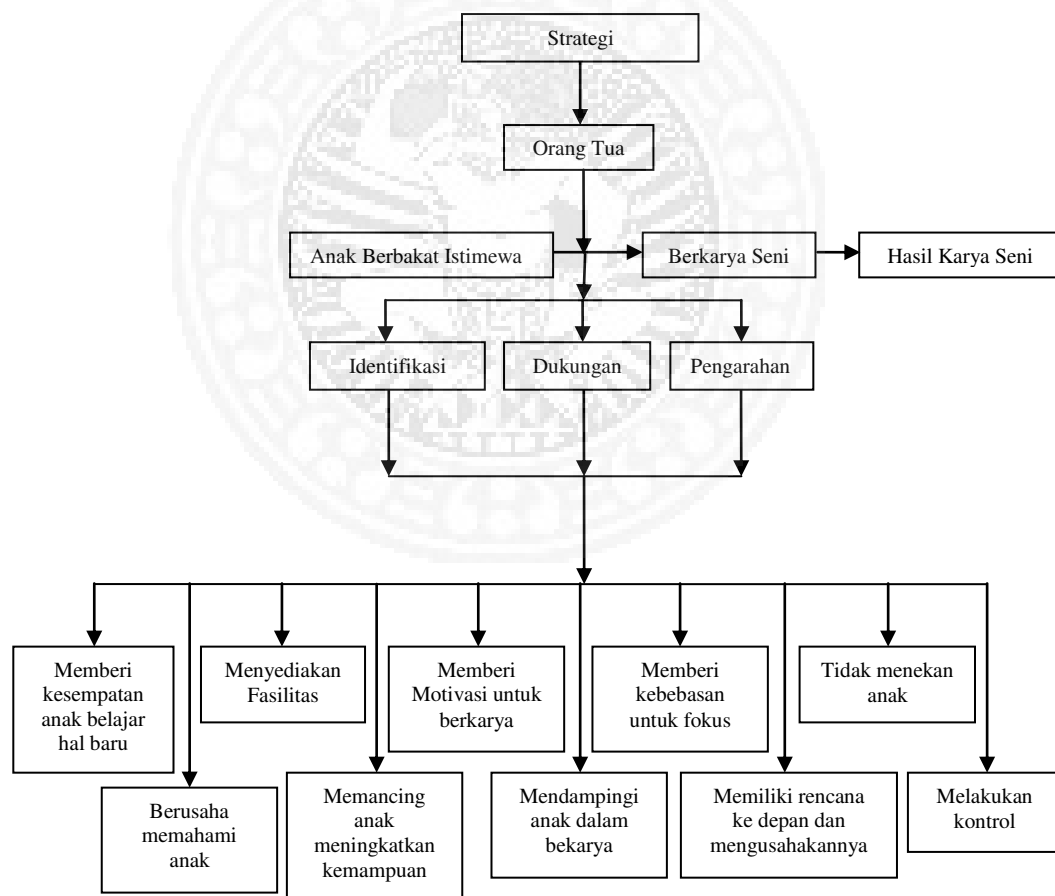 Strategi
Orang Tua
Anak Berbakat Istimewa
Berkarya Seni
Hasil Karya Seni
Identifikasi
Dukungan
Pengarahan
Memberi
kesempatan
anak belajar
hal baru
Menyediakan
Fasilitas
Memberi
Motivasi untuk
berkarya
Memberi
kebebasan
untuk fokus
Tidak menekan
anak
Berusaha
memahami
anak
Memancing
anak
meningkatkan
kemampuan
Mendampingi
anak dalam
bekarya
Memiliki rencana
ke depan dan
mengusahakannya
Melakukan
kontrol